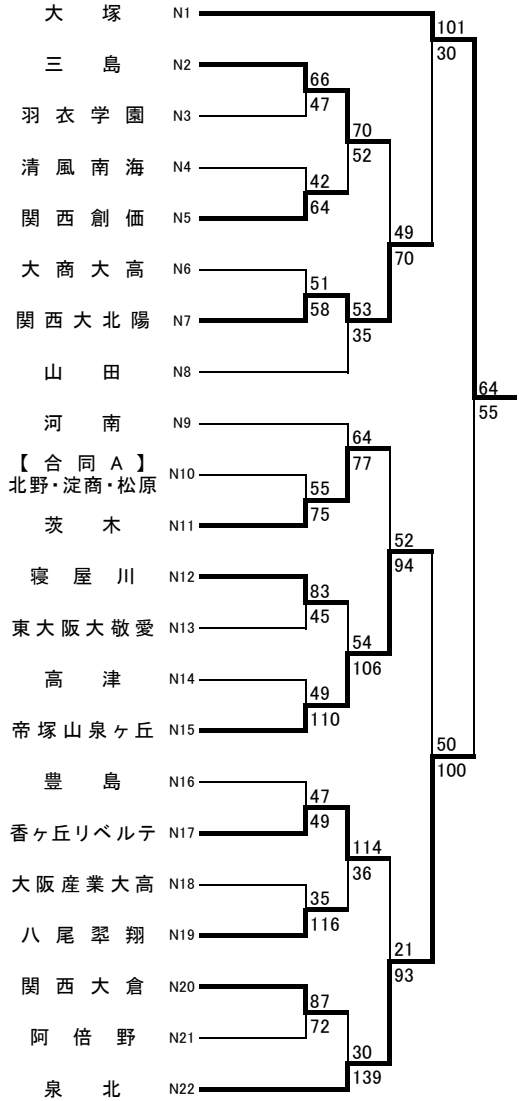 大塚 N1
101
30
三島 N2
66
47
羽衣学園 N3
70
52
清風南海 N4
42
64
関西創価 N5
49
70
大商大高 N6
51
58
関西大北陽 N7
53
35
山田 N8
64
55
河南 N9
64
77
【合同A】
北野・淀商・松原 N10
55
75
茨木 N11
52
94
寝屋川 N12
83
45
東大阪大敬愛 N13
54
106
高津 N14
49
110
帝塚山泉ヶ丘 N15
50
100
豊島 N16
47
49
香ヶ丘リベルテ N17
114
36
大阪産業大高 N18
35
116
八尾翠翔 N19
21
93
関西大倉 N20
87
72
阿倍野 N21
30
139
泉北 N22